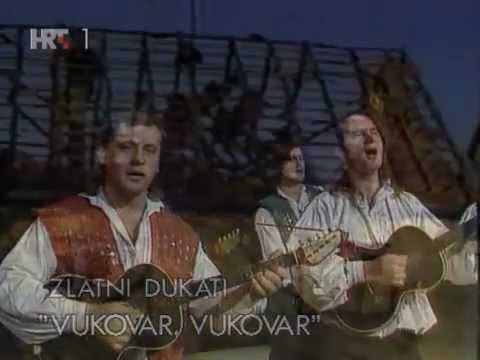 HRT 1
ZLATNI DUKATI
"VUKOVAR, VUKOVAR"